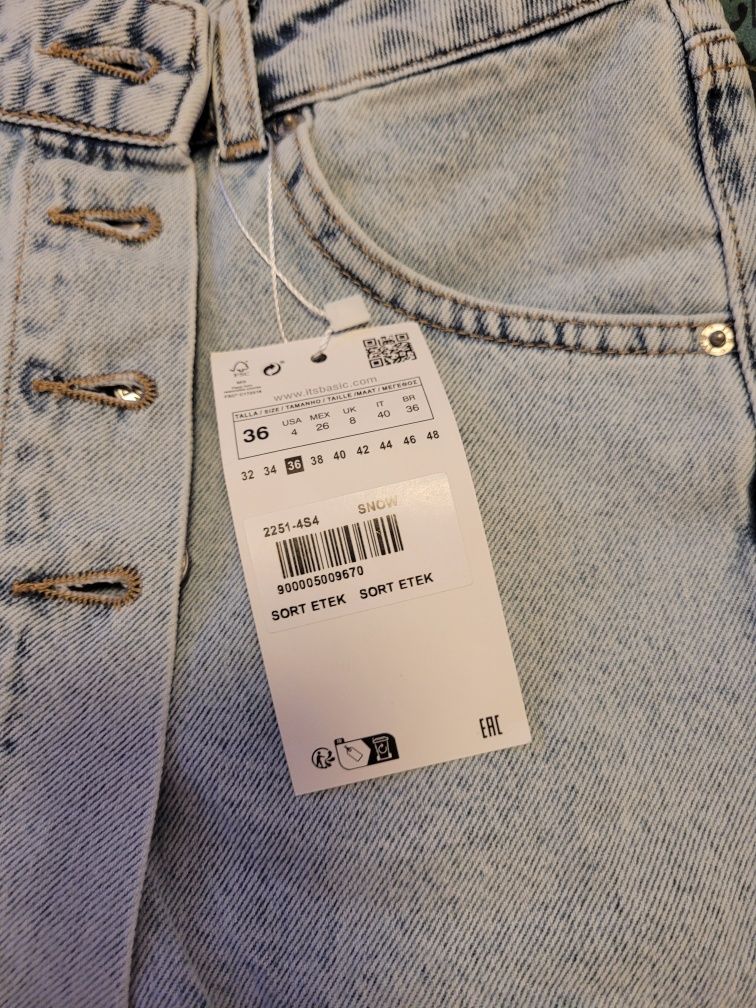 FSC
www.itsbasic.com
TALLA / SIZE / TAMANHO / TAILLE / MAAT / ΜΕΓΕΘΟΣ
36 USA 4 MEX 26 UK 8 IT 40 BR 36
32 34 36 38 40 42 44 46 48
2251-4S4 SNOW
900005009670
SORT ETEK SORT ETEK
FR
EAC